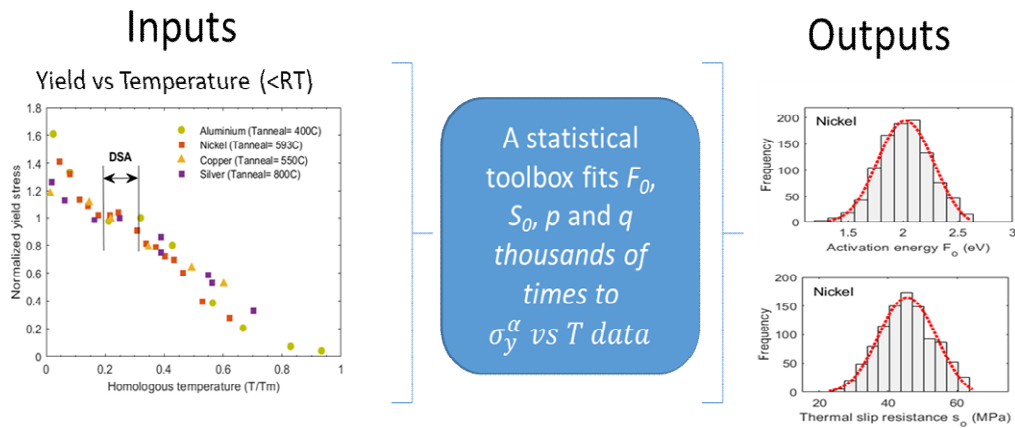 Inputs
Yield vs Temperature (<RT)
Normalized yield stress
1.8
1.6
1.4
1.2
1
0.8
0.6
0.4
0.2
0
Aluminium (Tanneal= 400C)
Nickel (Tanneal= 593C)
Copper (Tanneal= 550C)
Silver (Tanneal= 800C)
DSA
0 0.2 0.4 0.6 0.8 1
Homologous temperature (T/Tm)
A statistical
toolbox fits F₀,
S₀, p and q
thousands of
times to
σ_y^α vs T data
Outputs
Frequency
200
150
100
50
0
Nickel
1.5 2 2.5 3
Activation energy F_o (eV)
Frequency
200
150
100
50
0
Nickel
20 40 60
Thermal slip resistance s_o (MPa)